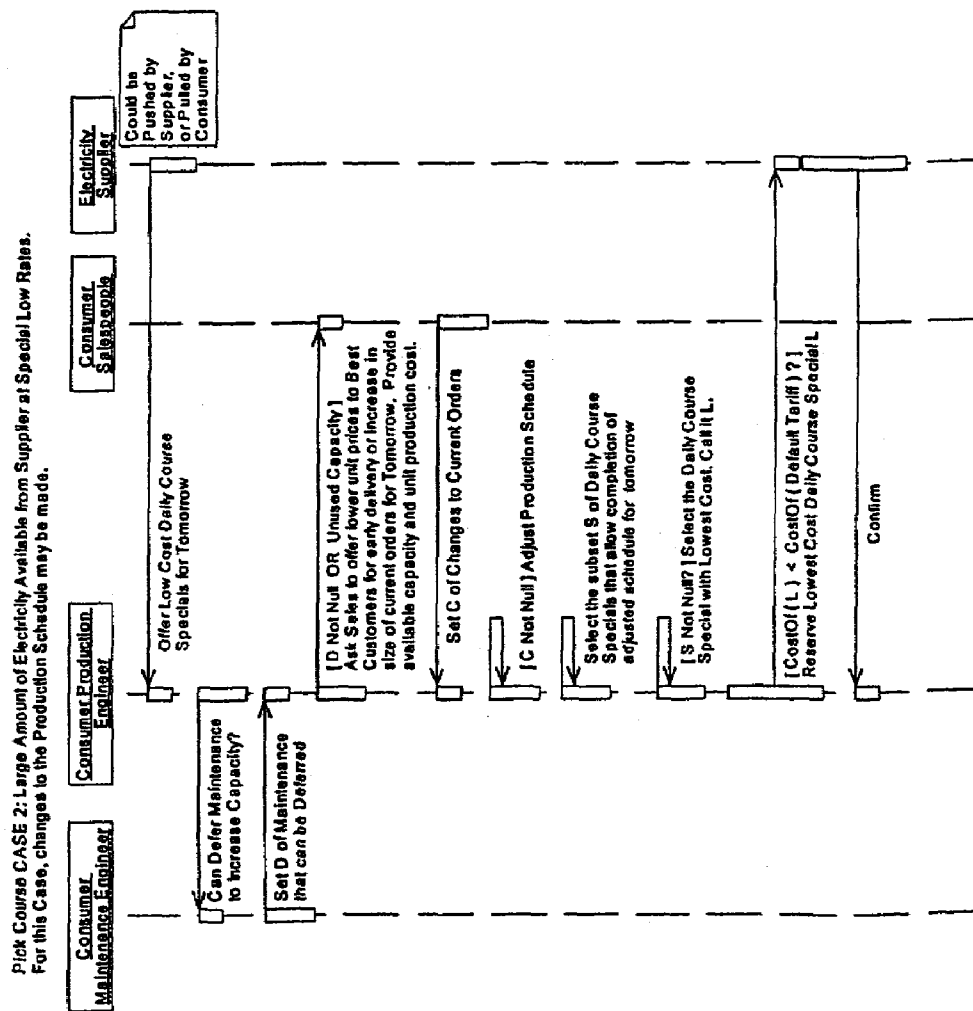 Pick Course CASE 2: Large Amount of Electricity Available from Supplier at Special Low Rates.
For this Case, changes to the Production Schedule may be made.
Consumer
Maintenance Engineer
Consumer Production
Engineer
Consumer
Salespeople
Electricity
Supplier
Could be
Pushed by
Supplier,
or Pulled by
Consumer
Offer Low Cost Daily Course
Specials for Tomorrow
Can Defer Maintenance
to Increase Capacity?
Set D of Maintenance
that can be Deferred
[D Not Null OR Unused Capacity]
Ask Sales to offer lower unit prices to Best
Customers for early delivery or increase in
size of current orders for Tomorrow, Provide
available capacity and unit production cost.
Set C of Changes to Current Orders
[C Not Null] Adjust Production Schedule
Select the subset S of Daily Course
Specials that allow completion of
adjusted schedule for tomorrow
[S Not Null?] Select the Daily Course
Special with Lowest Cost. Call it L.
[CostOf(L) < CostOf(Default Tariff)?]
Reserve Lowest Cost Daily Course Special L
Confirm